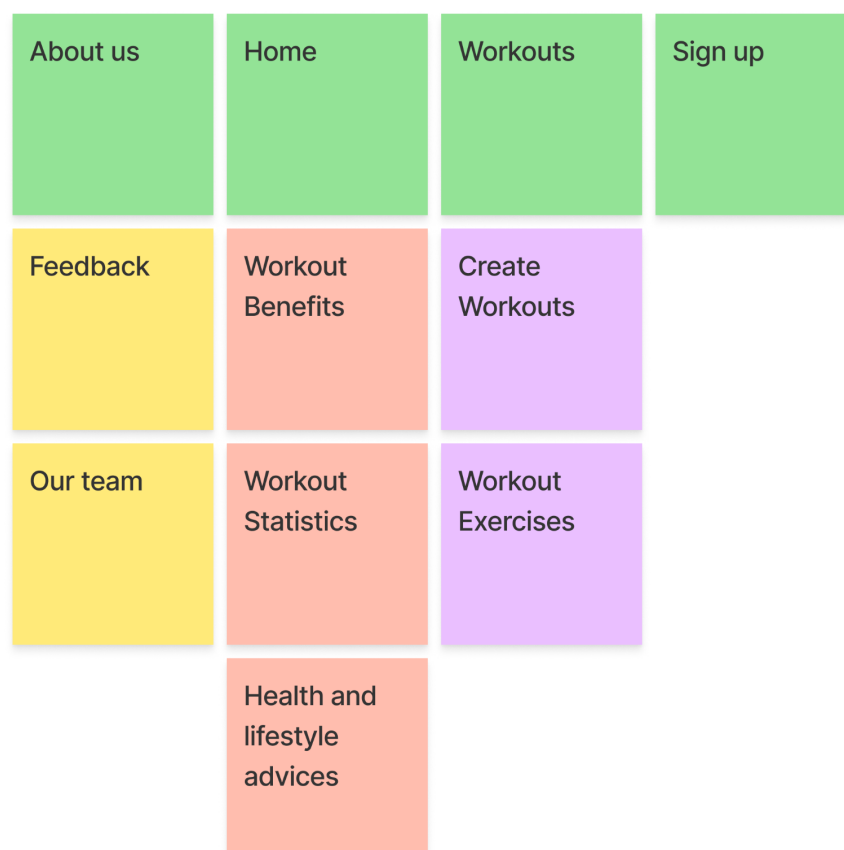 About us
Home
Workouts
Sign up
Feedback
Workout
Benefits
Create
Workouts
Our team
Workout
Statistics
Workout
Exercises
Health and
lifestyle
advices